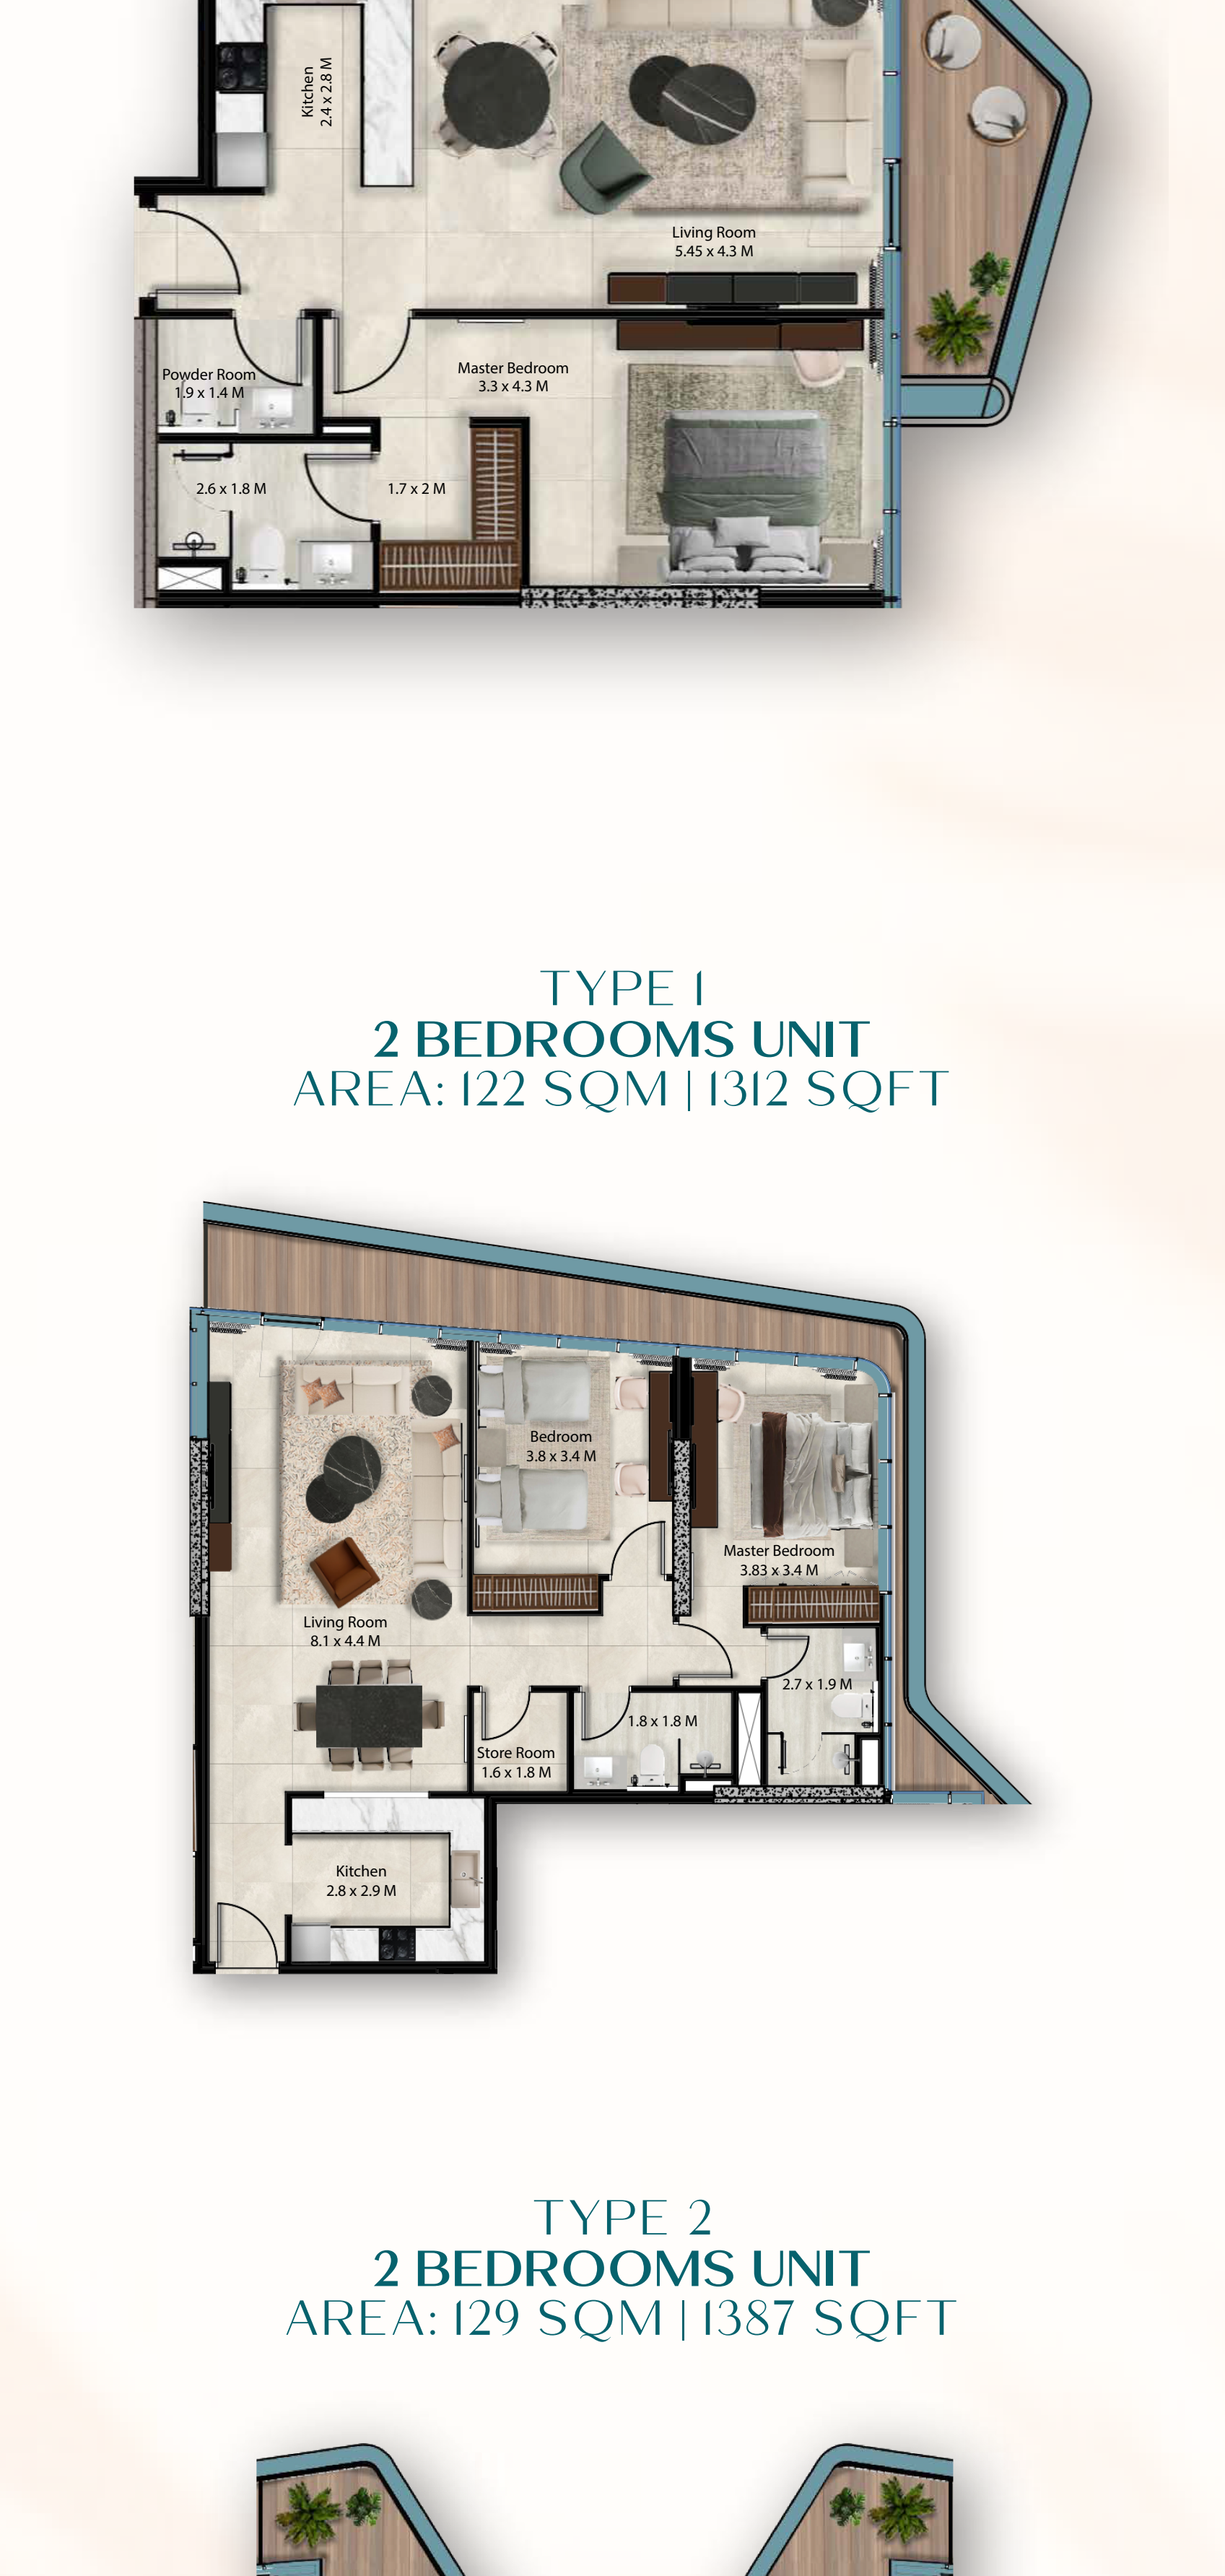 Kitchen
2.4 x 2.8 M
Living Room
5.45 x 4.3 M
Powder Room
1.9 x 1.4 M
Master Bedroom
3.3 x 4.3 M
2.6 x 1.8 M
1.7 x 2 M
TYPE 1
2 BEDROOMS UNIT
AREA: 122 SQM | 1312 SQFT
Bedroom
3.8 x 3.4 M
Master Bedroom
3.83 x 3.4 M
Living Room
8.1 x 4.4 M
2.7 x 1.9 M
1.8 x 1.8 M
Store Room
1.6 x 1.8 M
Kitchen
2.8 x 2.9 M
TYPE 2
2 BEDROOMS UNIT
AREA: 129 SQM | 1387 SQFT